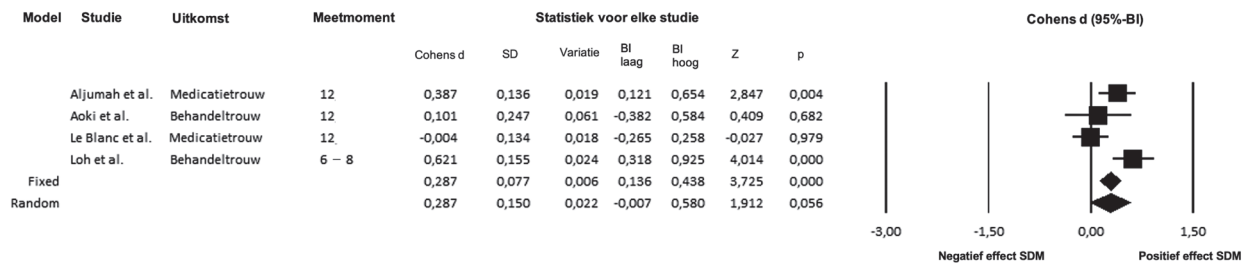 Model Studie Uitkomst Meetmoment Statistiek voor elke studie Cohens d (95%-BI)
Cohens d SD Variatie BI laag BI hoog Z p
Aljumah et al. Medicatietrouw 12 0,387 0,136 0,019 0,121 0,654 2,847 0,004
Aoki et al. Behandeltrouw 12 0,101 0,247 0,061 -0,382 0,584 0,409 0,682
Le Blanc et al. Medicatietrouw 12. -0,004 0,134 0,018 -0,265 0,258 -0,027 0,979
Loh et al. Behandeltrouw 6 – 8 0,621 0,155 0,024 0,318 0,925 4,014 0,000
Fixed 0,287 0,077 0,006 0,136 0,438 3,725 0,000
Random 0,287 0,150 0,022 -0,007 0,580 1,912 0,056
-3,00 -1,50 0,00 1,50
Negatief effect SDM Positief effect SDM